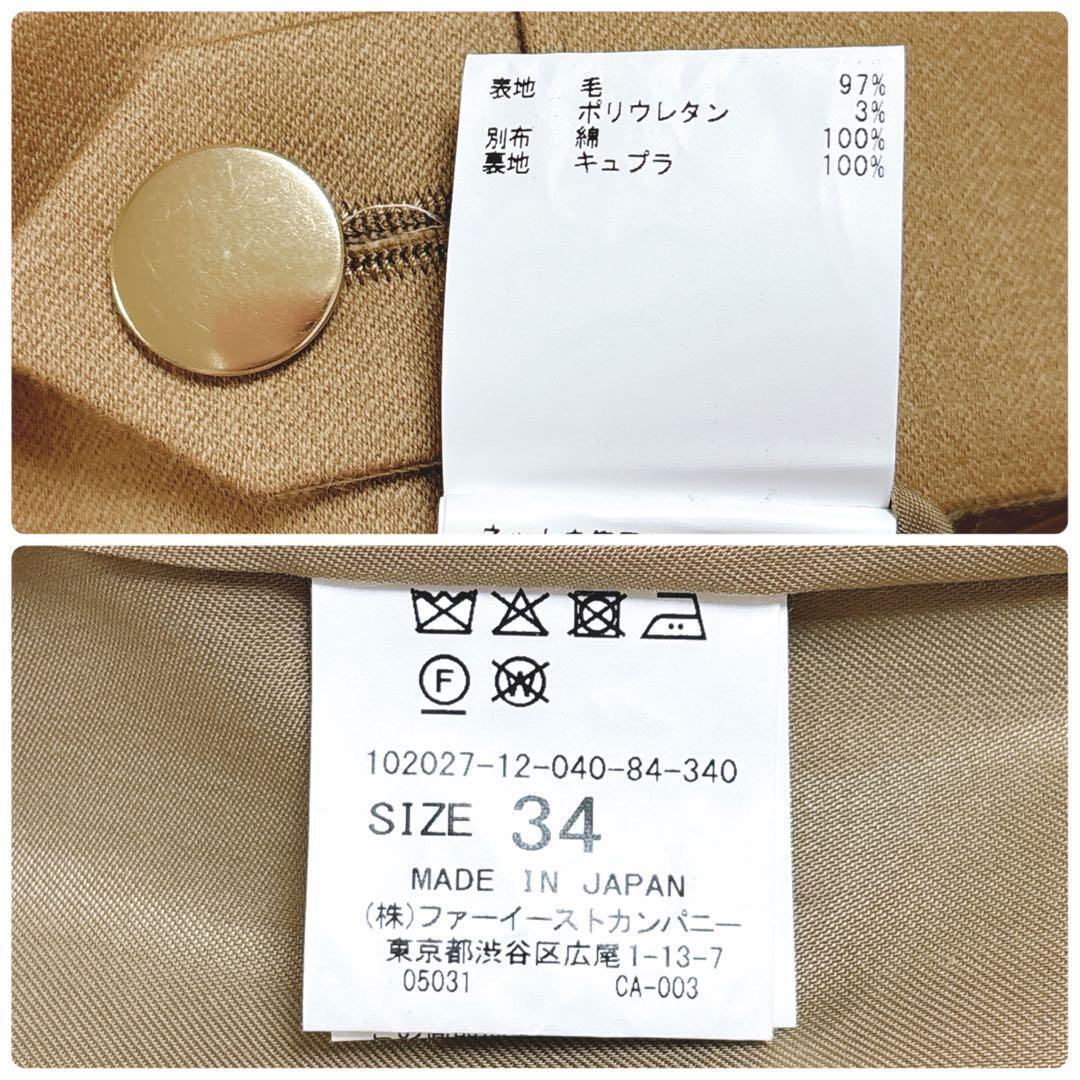 表地 毛 97%
ポリウレタン 3%
別布 綿 100%
裏地 キュプラ 100%
F
W
102027-12-040-84-340
SIZE 34
MADE IN JAPAN
(株)ファーイーストカンパニー
東京都渋谷区広尾1-13-7
05031 CA-003